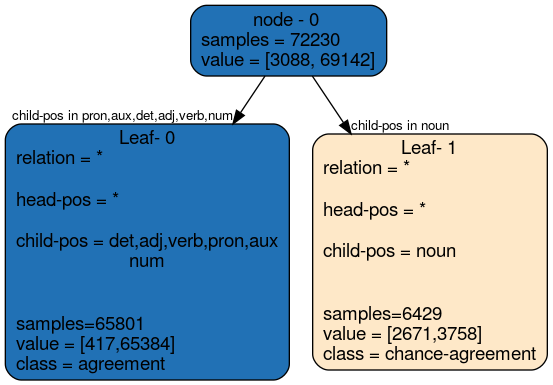 node - 0
samples = 72230
value = [3088, 69142]
child-pos in pron,aux,det,adj,verb,num
child-pos in noun
Leaf- 0
relation = *
head-pos = *
child-pos = det,adj,verb,pron,aux
num
samples=65801
value = [417,65384]
class = agreement
Leaf- 1
relation = *
head-pos = *
child-pos = noun
samples=6429
value = [2671,3758]
class = chance-agreement